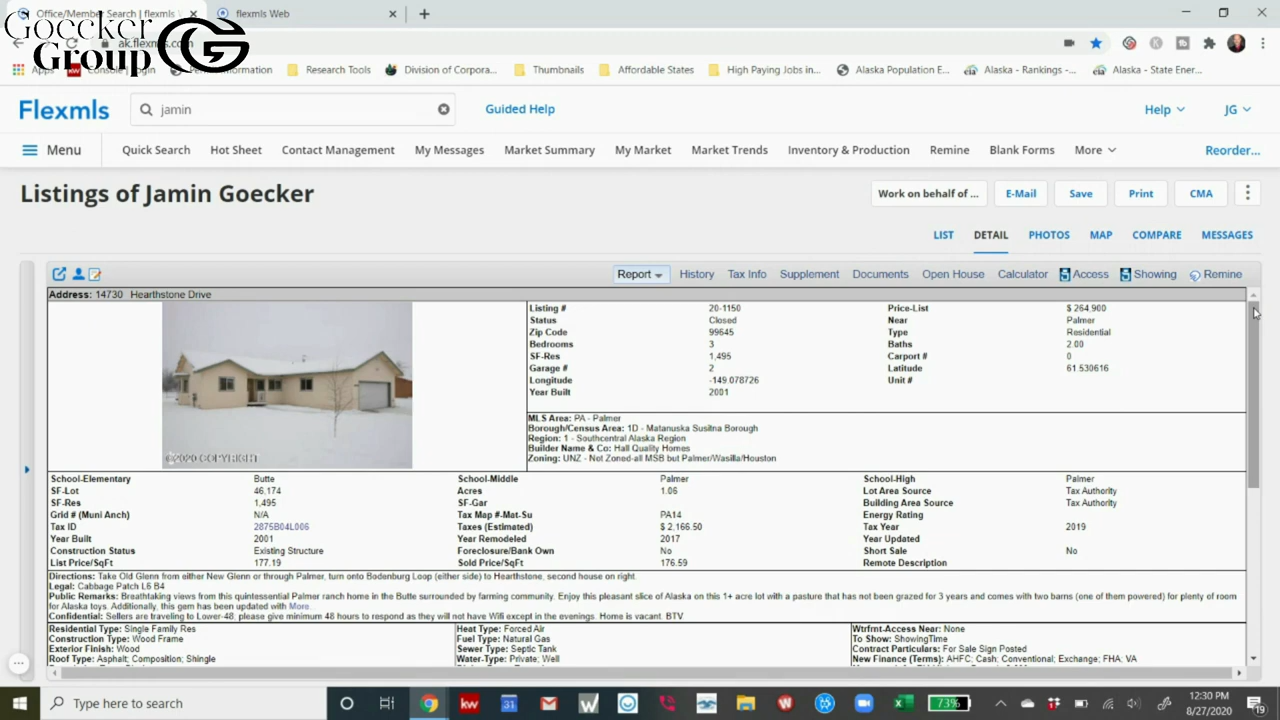 Office/Member Search | flexmls
flexmls Web
Goecker
Group
G
ak.flexmls.com
Apps
Console | Login
Information
Research Tools
Division of Corpora...
Thumbnails
Affordable States
High Paying Jobs in...
Alaska Population E...
Alaska - Rankings -...
Alaska - State Ener...
Flexmls
jamin
Guided Help
Help
JG
Menu
Quick Search
Hot Sheet
Contact Management
My Messages
Market Summary
My Market
Market Trends
Inventory & Production
Remine
Blank Forms
More
Reorder...
Listings of Jamin Goecker
Work on behalf of ...
E-Mail
Save
Print
CMA
LIST
DETAIL
PHOTOS
MAP
COMPARE
MESSAGES
Report
History
Tax Info
Supplement
Documents
Open House
Calculator
Access
Showing
Remine
Address: 14730 Hearthstone Drive
©2020 COPYRIGHT
Listing # 20-1150 Price-List $ 264,900
Status Closed Near Palmer
Zip Code 99645 Type Residential
Bedrooms 3 Baths 2.00
SF-Res 1,495 Carport # 0
Garage # 2 Latitude 61.530616
Longitude -149.078726 Unit #
Year Built 2001
MLS Area: PA - Palmer
Borough/Census Area: 1D - Matanuska Susitna Borough
Region: 1 - Southcentral Alaska Region
Builder Name & Co: Hall Quality Homes
Zoning: UNZ - Not Zoned-all MSB but Palmer/Wasilla/Houston
School-Elementary Butte School-Middle Palmer School-High Palmer
SF-Lot 46,174 Acres 1.06 Lot Area Source Tax Authority
SF-Res 1,495 SF-Gar Building Area Source Tax Authority
Grid # (Muni Anch) N/A Tax Map #-Mat-Su PA14 Energy Rating
Tax ID 2875B04L006 Taxes (Estimated) $ 2,166.50 Tax Year 2019
Year Built 2001 Year Remodeled 2017 Year Updated
Construction Status Existing Structure Foreclosure/Bank Own No Short Sale No
List Price/SqFt 177.19 Sold Price/SqFt 176.59 Remote Description
Directions: Take Old Glenn from either New Glenn or through Palmer, turn onto Bodenburg Loop (either side) to Hearthstone, second house on right.
Legal: Cabbage Patch L6 B4
Public Remarks: Breathtaking views from this quintessential Palmer ranch home in the Butte surrounded by farming community. Enjoy this pleasant slice of Alaska on this 1+ acre lot with a pasture that has not been grazed for 3 years and comes with two barns (one of them powered) for plenty of room
for Alaska toys. Additionally, this gem has been updated with More...
Confidential: Sellers are traveling to Lower-48, please give minimum 48 hours to respond as they will not have Wifi except in the evenings. Home is vacant. BTV
Residential Type: Single Family Res Heat Type: Forced Air Wtrfrnt-Access Near: None
Construction Type: Wood Frame Fuel Type: Natural Gas To Show: ShowingTime
Exterior Finish: Wood Sewer Type: Septic Tank Contract Particulars: For Sale Sign Posted
Roof Type: Asphalt; Composition; Shingle Water-Type: Private; Well New Finance (Terms): AHFC; Cash; Conventional; Exchange; FHA; VA
Type here to search
kw
31
W
73%
12:30 PM
8/27/2020
19